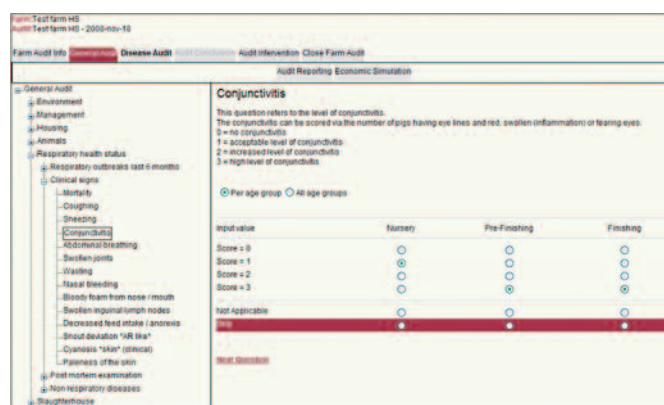 Farm: Test farm HS
Audit: Test farm HS - 2008-nov-18
Farm Audit Info General Audit Disease Audit Audit Conclusion Audit Intervention Close Farm Audit
Audit Reporting Economic Simulation
General Audit
Environment
Management
Housing
Animals
Respiratory health status
Respiratory outbreaks last 6 months
Clinical signs
Mortality
Coughing
Sneezing
Conjunctivitis
Abdominal breathing
Swollen joints
Wasting
Nasal bleeding
Bloody foam from nose / mouth
Swollen inguinal lymph nodes
Decreased feed intake / anorexia
Snout deviation "AR like"
Cyanosis "skin" (clinical)
Paleness of the skin
Post mortem examination
Non respiratory diseases
Slaughterhouse
Conjunctivitis
This question refers to the level of conjunctivitis.
The conjunctivitis can be scored via the number of pigs having eye lines and red, swollen (inflammation) or tearing eyes.
0 = no conjunctivitis
1 = acceptable level of conjunctivitis
2 = increased level of conjunctivitis
3 = high level of conjunctivitis
Per age group All age groups
Input value Nursery Pre-Finishing Finishing
Score = 0
Score = 1
Score = 2
Score = 3
Not Applicable
Skip
Next Question